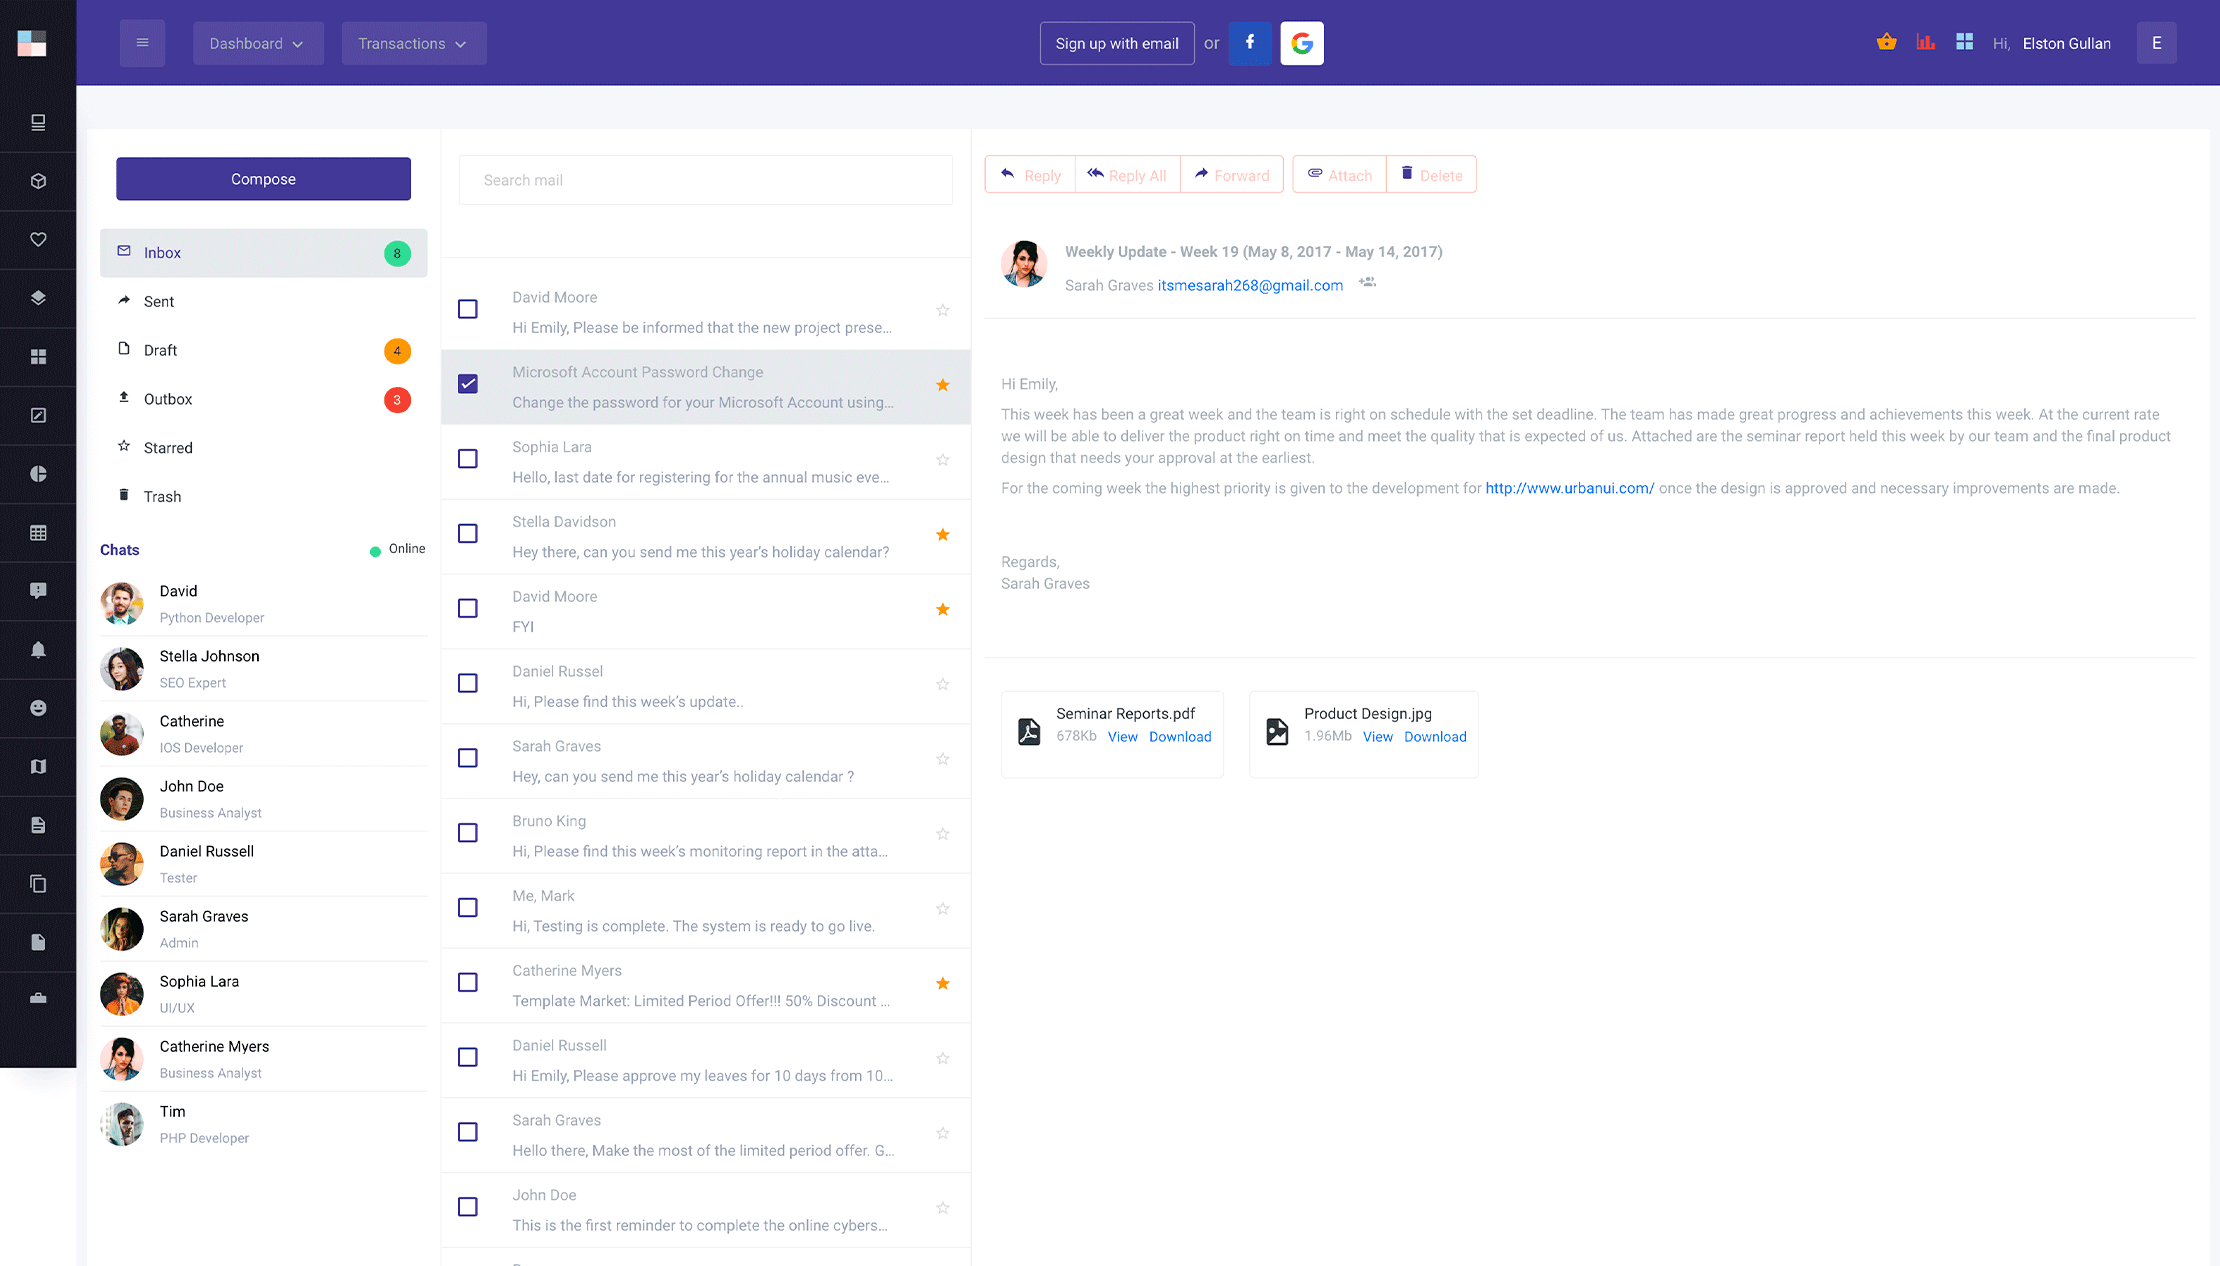 Dashboard
Transactions
Sign up with email
or
Hi, Elston Gullan
E
Compose
Inbox
8
Sent
Draft
4
Outbox
3
Starred
Trash
Chats
Online
David
Python Developer
Stella Johnson
SEO Expert
Catherine
IOS Developer
John Doe
Business Analyst
Daniel Russell
Tester
Sarah Graves
Admin
Sophia Lara
UI/UX
Catherine Myers
Business Analyst
Tim
PHP Developer
Search mail
David Moore
Hi Emily, Please be informed that the new project prese...
Microsoft Account Password Change
Change the password for your Microsoft Account using...
Sophia Lara
Hello, last date for registering for the annual music eve...
Stella Davidson
Hey there, can you send me this year’s holiday calendar?
David Moore
FYI
Daniel Russel
Hi, Please find this week’s update..
Sarah Graves
Hey, can you send me this year’s holiday calendar ?
Bruno King
Hi, Please find this week’s monitoring report in the atta...
Me, Mark
Hi, Testing is complete. The system is ready to go live.
Catherine Myers
Template Market: Limited Period Offer!!! 50% Discount ...
Daniel Russell
Hi Emily, Please approve my leaves for 10 days from 10...
Sarah Graves
Hello there, Make the most of the limited period offer. G...
John Doe
This is the first reminder to complete the online cybers...
Reply
Reply All
Forward
Attach
Delete
Weekly Update - Week 19 (May 8, 2017 - May 14, 2017)
Sarah Graves itsmesarah268@gmail.com
Hi Emily,
This week has been a great week and the team is right on schedule with the set deadline. The team has made great progress and achievements this week. At the current rate
we will be able to deliver the product right on time and meet the quality that is expected of us. Attached are the seminar report held this week by our team and the final product
design that needs your approval at the earliest.
For the coming week the highest priority is given to the development for http://www.urbanui.com/ once the design is approved and necessary improvements are made.
Regards,
Sarah Graves
Seminar Reports.pdf
678Kb View Download
Product Design.jpg
1.96Mb View Download